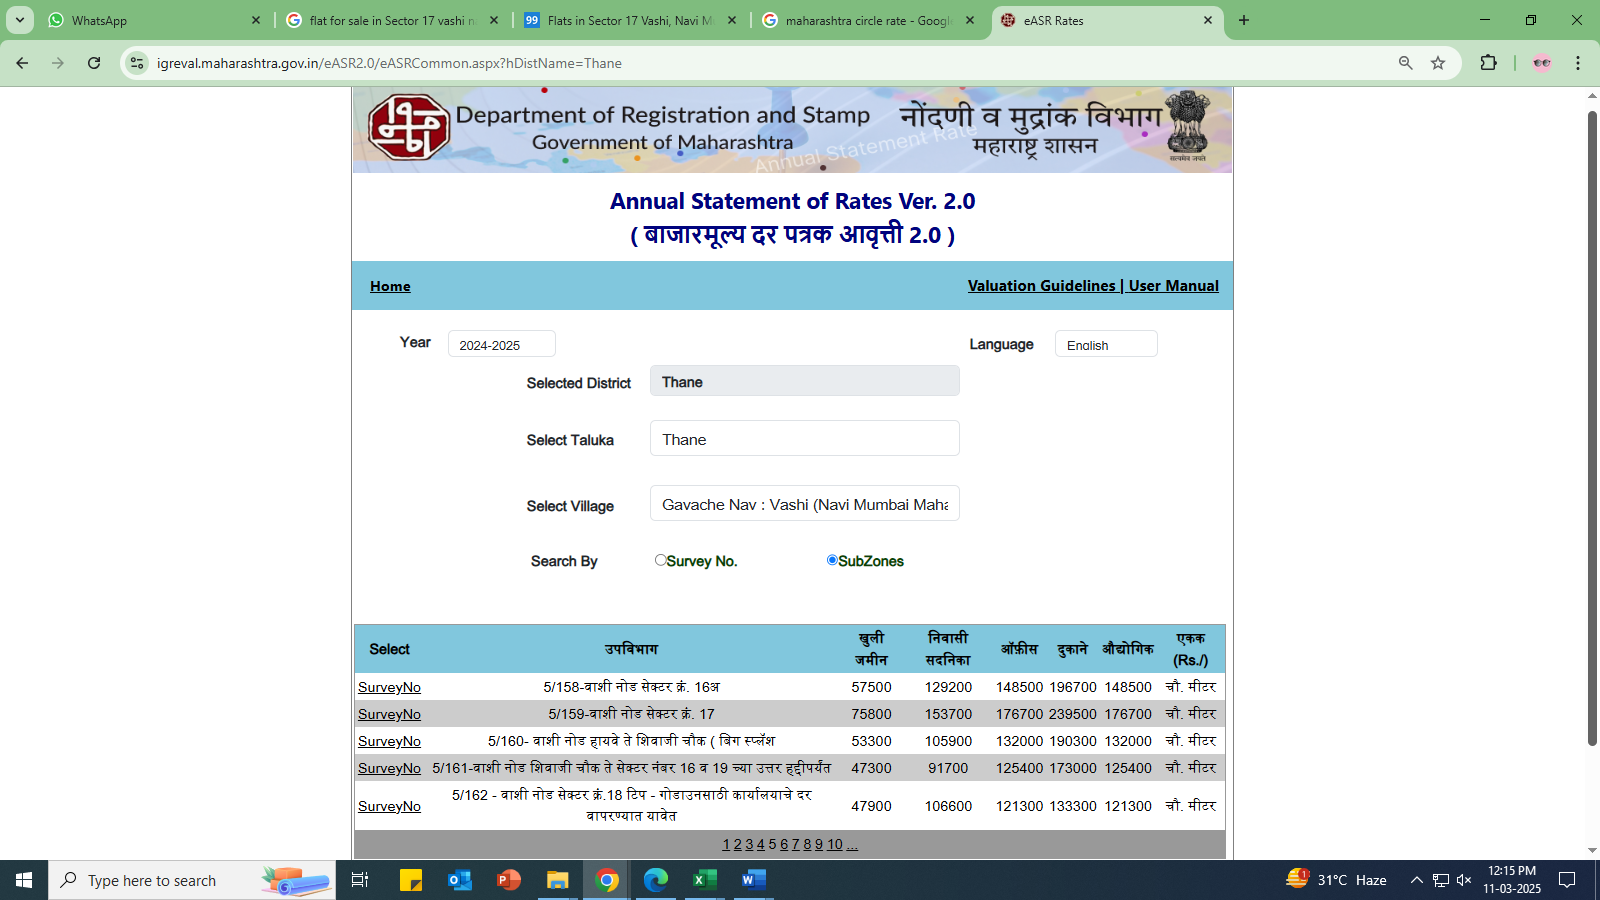 WhatsApp
flat for sale in Sector 17 vashi n
Flats in Sector 17 Vashi, Navi M
maharashtra circle rate - Google
eASR Rates
igreval.maharashtra.gov.in/eASR2.0/eASRCommon.aspx?hDistName=Thane
Department of Registration and Stamp
Government of Maharashtra
Annual Statement Rate
नोंदणी व मुद्रांक विभाग
महाराष्ट्र शासन
सत्यमेव जयते
Annual Statement of Rates Ver. 2.0
( बाजारमूल्य दर पत्रक आवृत्ती 2.0 )
Home
Valuation Guidelines | User Manual
Year 2024-2025
Language English
Selected District Thane
Select Taluka Thane
Select Village Gavache Nav : Vashi (Navi Mumbai Maha
Search By Survey No. SubZones
Select उपविभाग खुली जमीन निवासी सदनिका ऑफ़ीस दुकाने औद्योगिक एकक (Rs./)
SurveyNo 5/158-वाशी नोड सेक्टर क्रं. 16अ 57500 129200 148500 196700 148500 चौ. मीटर
SurveyNo 5/159-वाशी नोड सेक्टर क्रं. 17 75800 153700 176700 239500 176700 चौ. मीटर
SurveyNo 5/160- वाशी नोड हायवे ते शिवाजी चौक ( बिग स्प्लॅश 53300 105900 132000 190300 132000 चौ. मीटर
SurveyNo 5/161-वाशी नोड शिवाजी चौक ते सेक्टर नंबर 16 व 19 च्या उत्तर हद्दीपर्यंत 47300 91700 125400 173000 125400 चौ. मीटर
SurveyNo 5/162 - वाशी नोड सेक्टर क्रं.18 टिप - गोडाउनसाठी कार्यालयाचे दर वापरण्यात यावेत 47900 106600 121300 133300 121300 चौ. मीटर
1 2 3 4 5 6 7 8 9 10 ...
Type here to search
31°C Haze
12:15 PM
11-03-2025